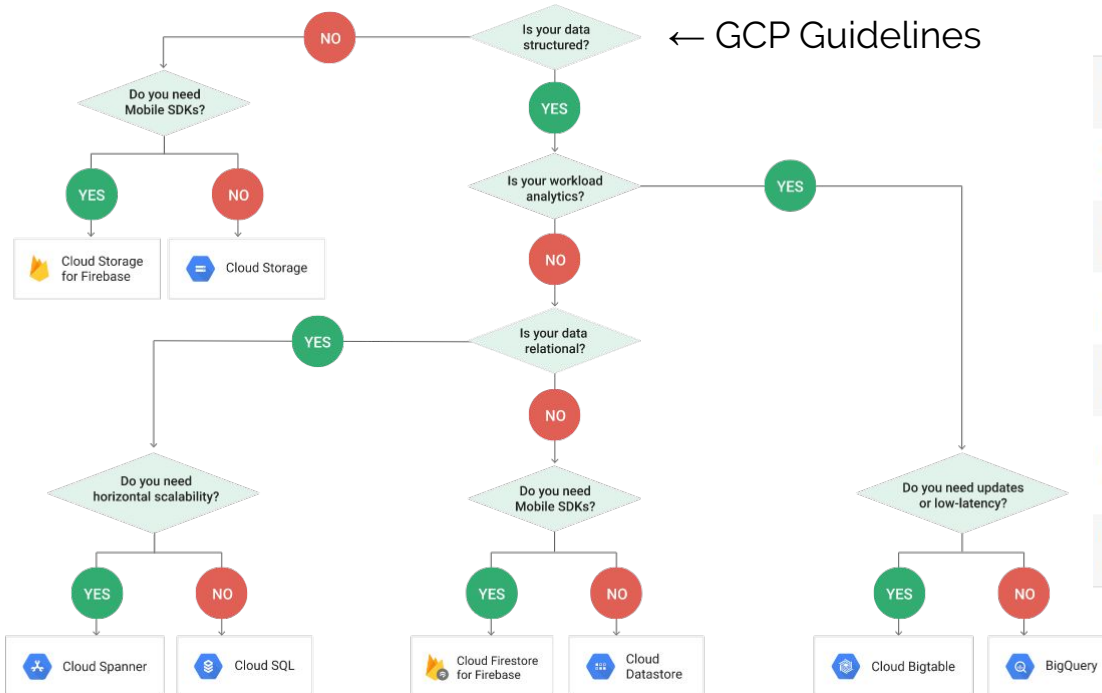 Is your data
structured?
← GCP Guidelines
NO
Do you need
Mobile SDKs?
YES
YES
NO
Is your workload
analytics?
YES
Cloud Storage
for Firebase
Cloud Storage
NO
YES
Is your data
relational?
NO
Do you need
horizontal scalability?
Do you need
Mobile SDKs?
Do you need updates
or low-latency?
YES
NO
YES
NO
YES
NO
Cloud Spanner
Cloud SQL
Cloud Firestore
for Firebase
Cloud
Datastore
Cloud Bigtable
BigQuery